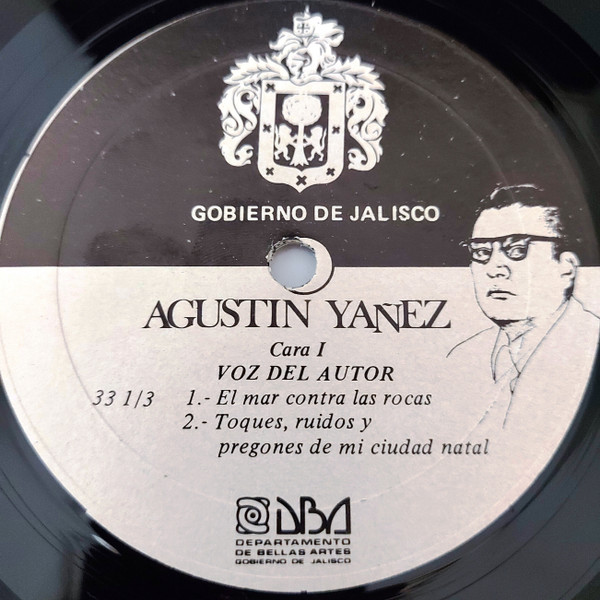 GOBIERNO DE JALISCO
AGUSTIN YAÑEZ
Cara I
VOZ DEL AUTOR
33 1/3 1.- El mar contra las rocas
2.- Toques, ruidos y
pregones de mi ciudad natal
DBA
DEPARTAMENTO
DE BELLAS ARTES
GOBIERNO DE JALISCO